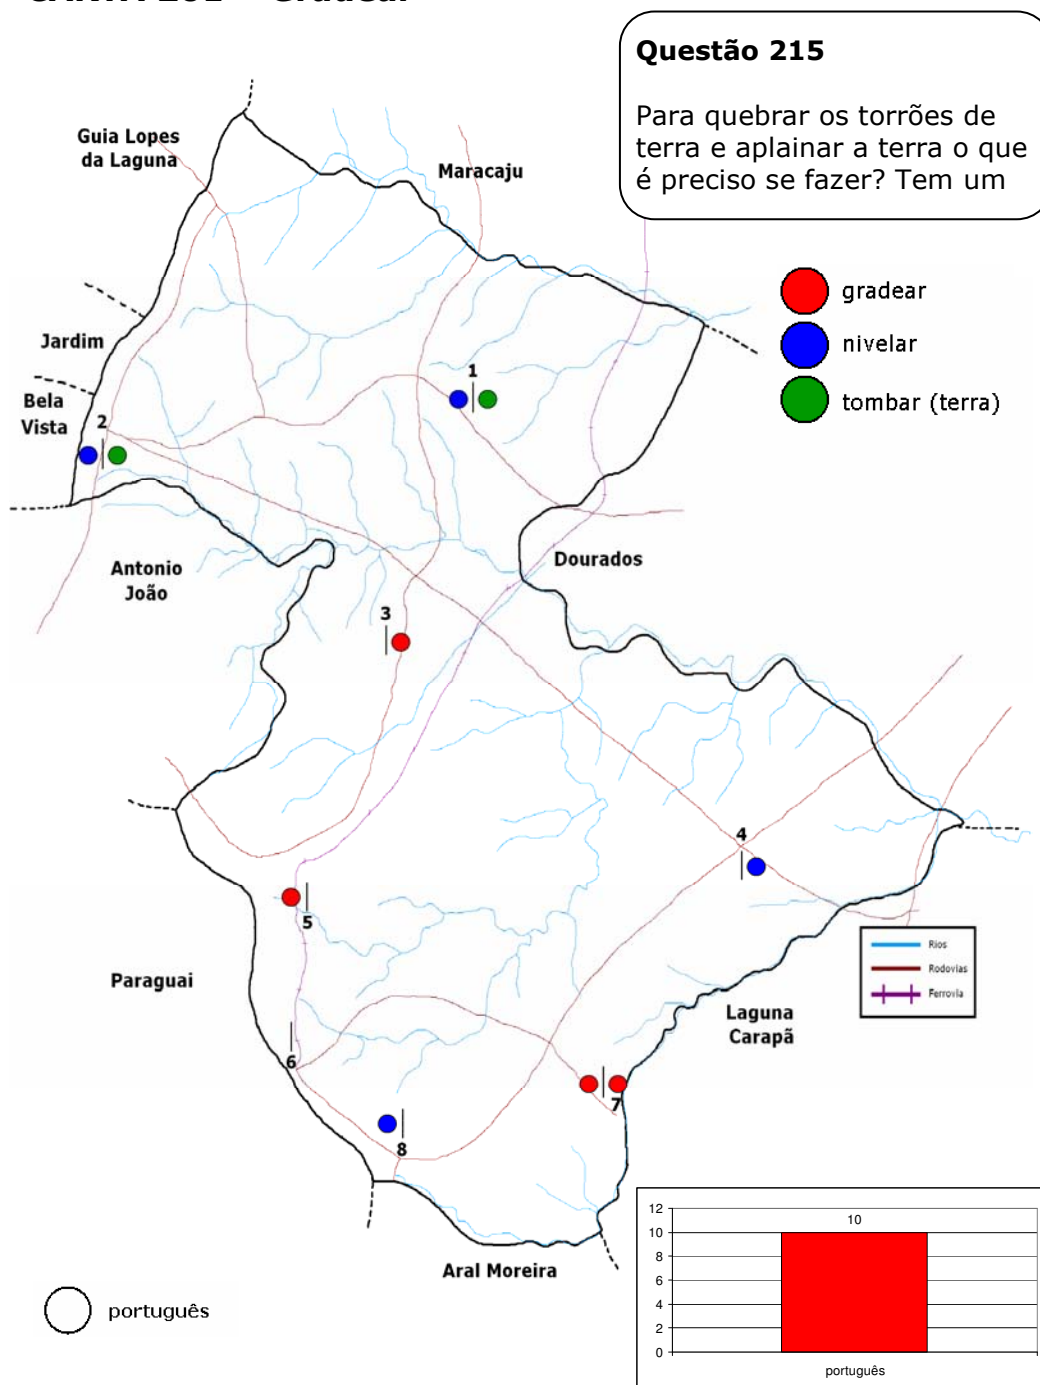 Questão 215
Para quebrar os torrões de
terra e aplainar a terra o que
é preciso se fazer? Tem um
Guia Lopes
da Laguna
Maracaju
gradear
nivelar
tombar (terra)
Jardim
Bela
Vista
1
2
Antonio
João
Dourados
3
4
5
Rios
Rodovias
Ferrovia
Paraguai
Laguna
Carapã
6
7
8
Aral Moreira
português
12
10
8
6
4
2
0
10
português